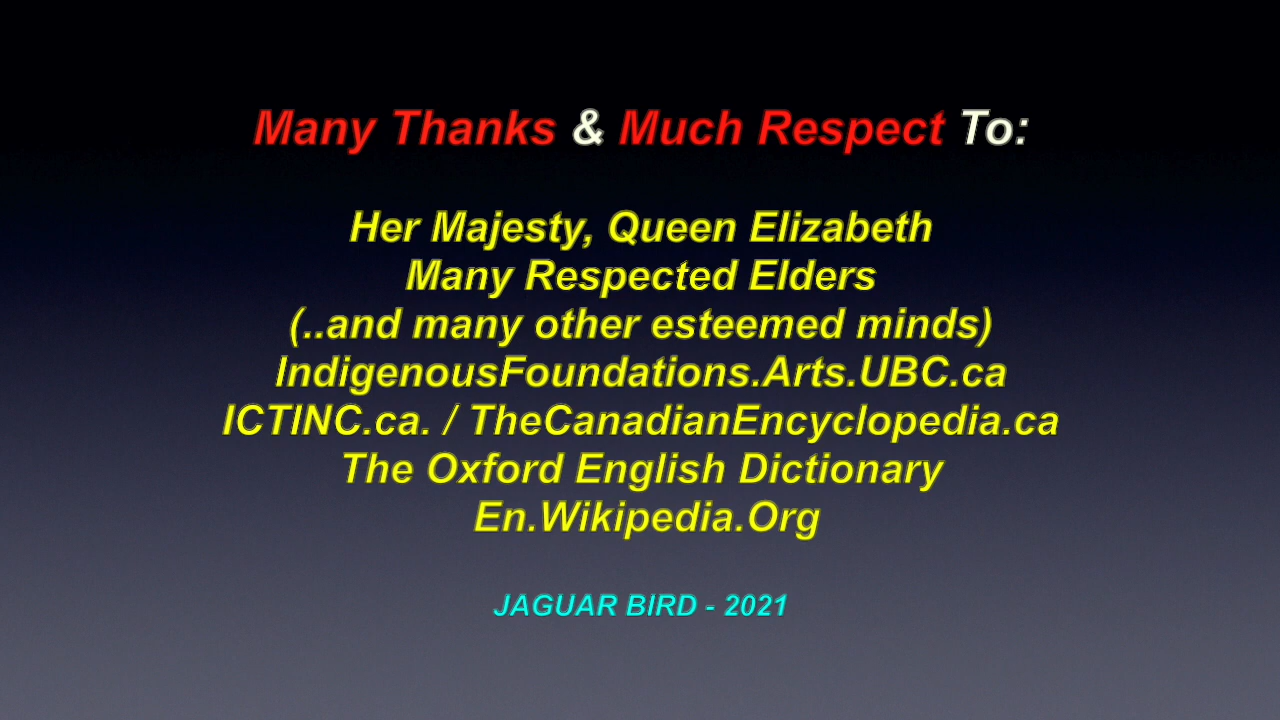 Many Thanks & Much Respect To:
Her Majesty, Queen Elizabeth
Many Respected Elders
(..and many other esteemed minds)
IndigenousFoundations.Arts.UBC.ca
ICTINC.ca. / TheCanadianEncyclopedia.ca
The Oxford English Dictionary
En.Wikipedia.Org
JAGUAR BIRD - 2021